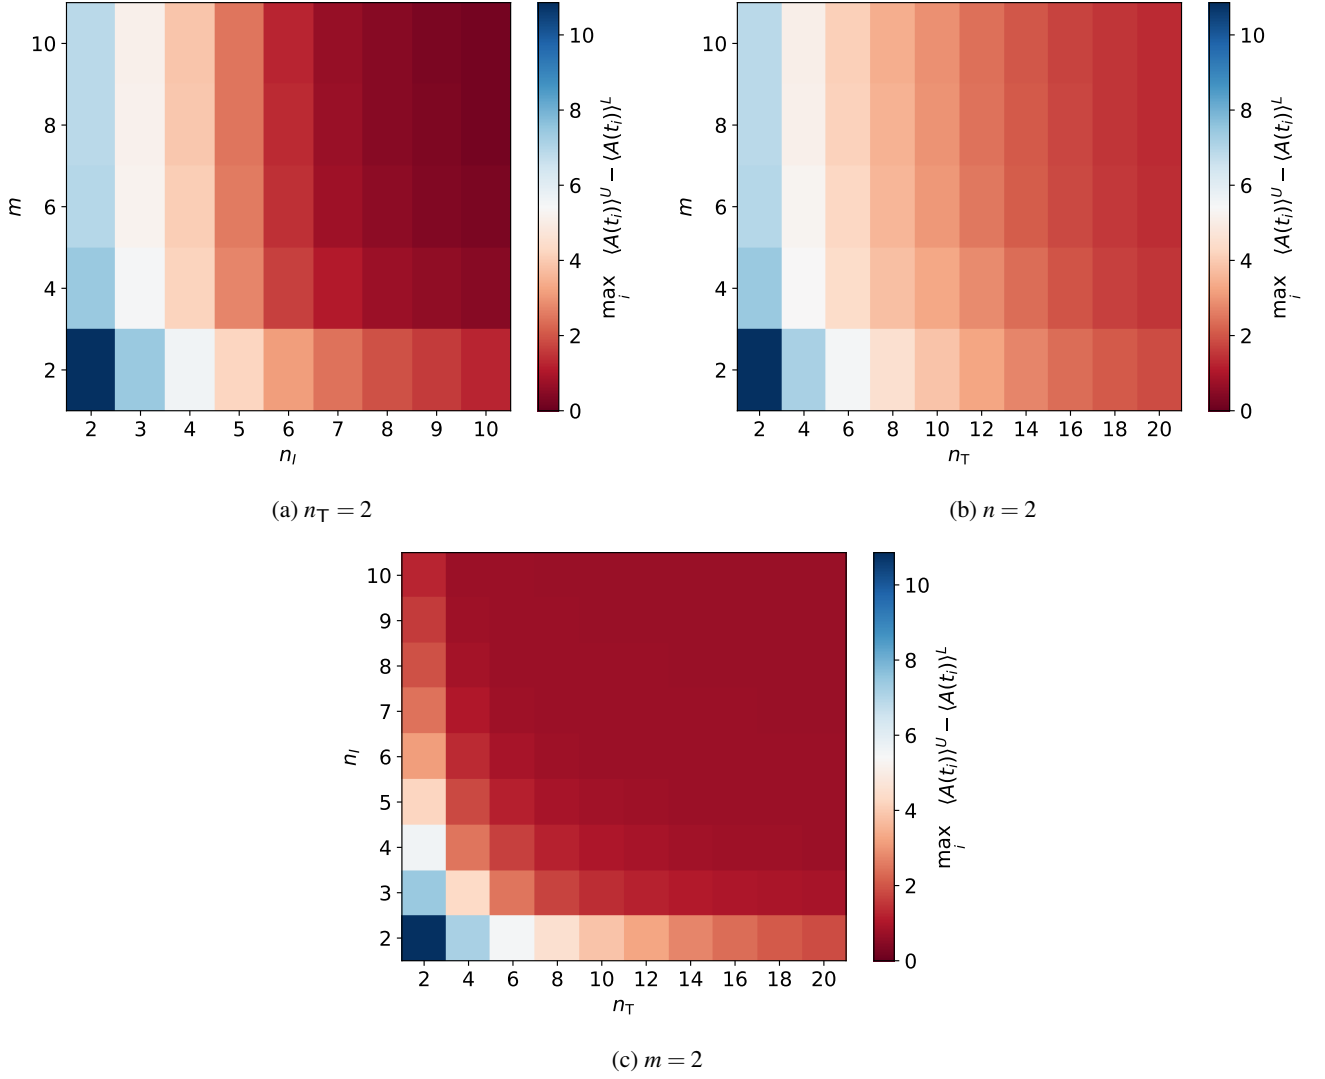 10
8
6
4
2
m
2 3 4 5 6 7 8 9 10
n_I
10
8
6
4
2
0
max_i ⟨A(t_i)⟩^U − ⟨A(t_i)⟩^L
(a) n_T = 2
10
8
6
4
2
m
2 4 6 8 10 12 14 16 18 20
n_T
10
8
6
4
2
0
max_i ⟨A(t_i)⟩^U − ⟨A(t_i)⟩^L
(b) n = 2
10
9
8
7
6
5
4
3
2
n_I
2 4 6 8 10 12 14 16 18 20
n_T
10
8
6
4
2
0
max_i ⟨A(t_i)⟩^U − ⟨A(t_i)⟩^L
(c) m = 2